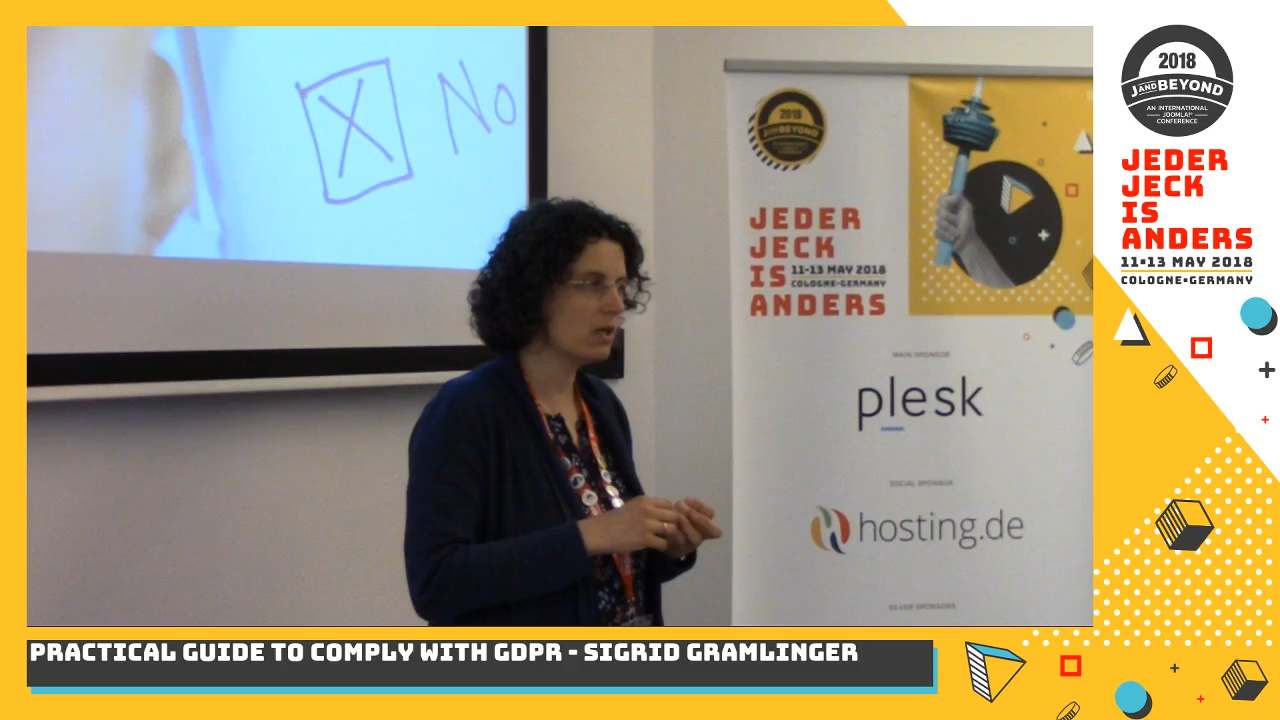 No
2018
J AND BEYOND
JEDER
JECK
IS
11-13 MAY 2018
COLOGNE-GERMANY
ANDERS
MAIN SPONSOR
plesk
SOCIAL SPONSOR
hosting.de
SILVER SPONSORS
2018
J AND BEYOND
AN INTERNATIONAL
JOOMLA!®
CONFERENCE
JEDER
JECK
IS
ANDERS
11-13 MAY 2018
COLOGNE-GERMANY
PRACTICAL GUIDE TO COMPLY WITH GDPR - SIGRID GRAMLINGER